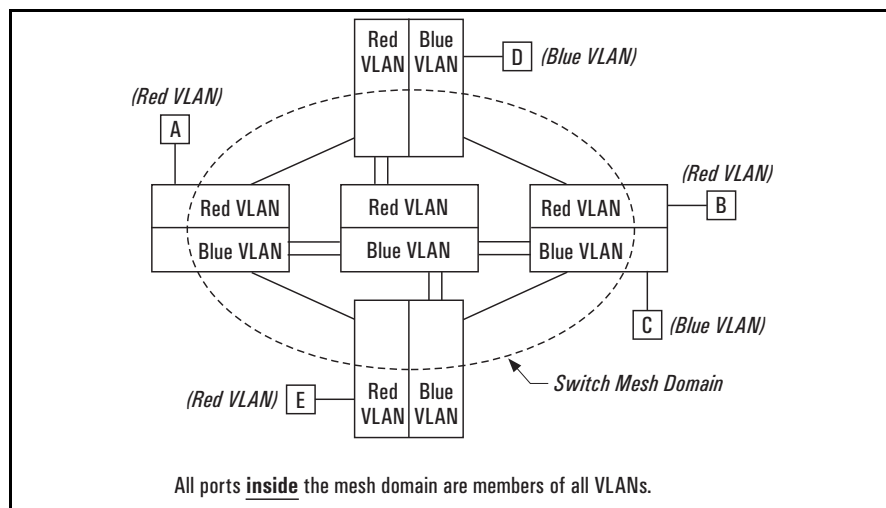 Red VLAN
Blue VLAN
D
(Blue VLAN)
(Red VLAN)
A
(Red VLAN)
B
Red VLAN
Blue VLAN
Red VLAN
Blue VLAN
Red VLAN
Blue VLAN
C
(Blue VLAN)
Switch Mesh Domain
(Red VLAN)
E
Red VLAN
Blue VLAN
All ports inside the mesh domain are members of all VLANs.